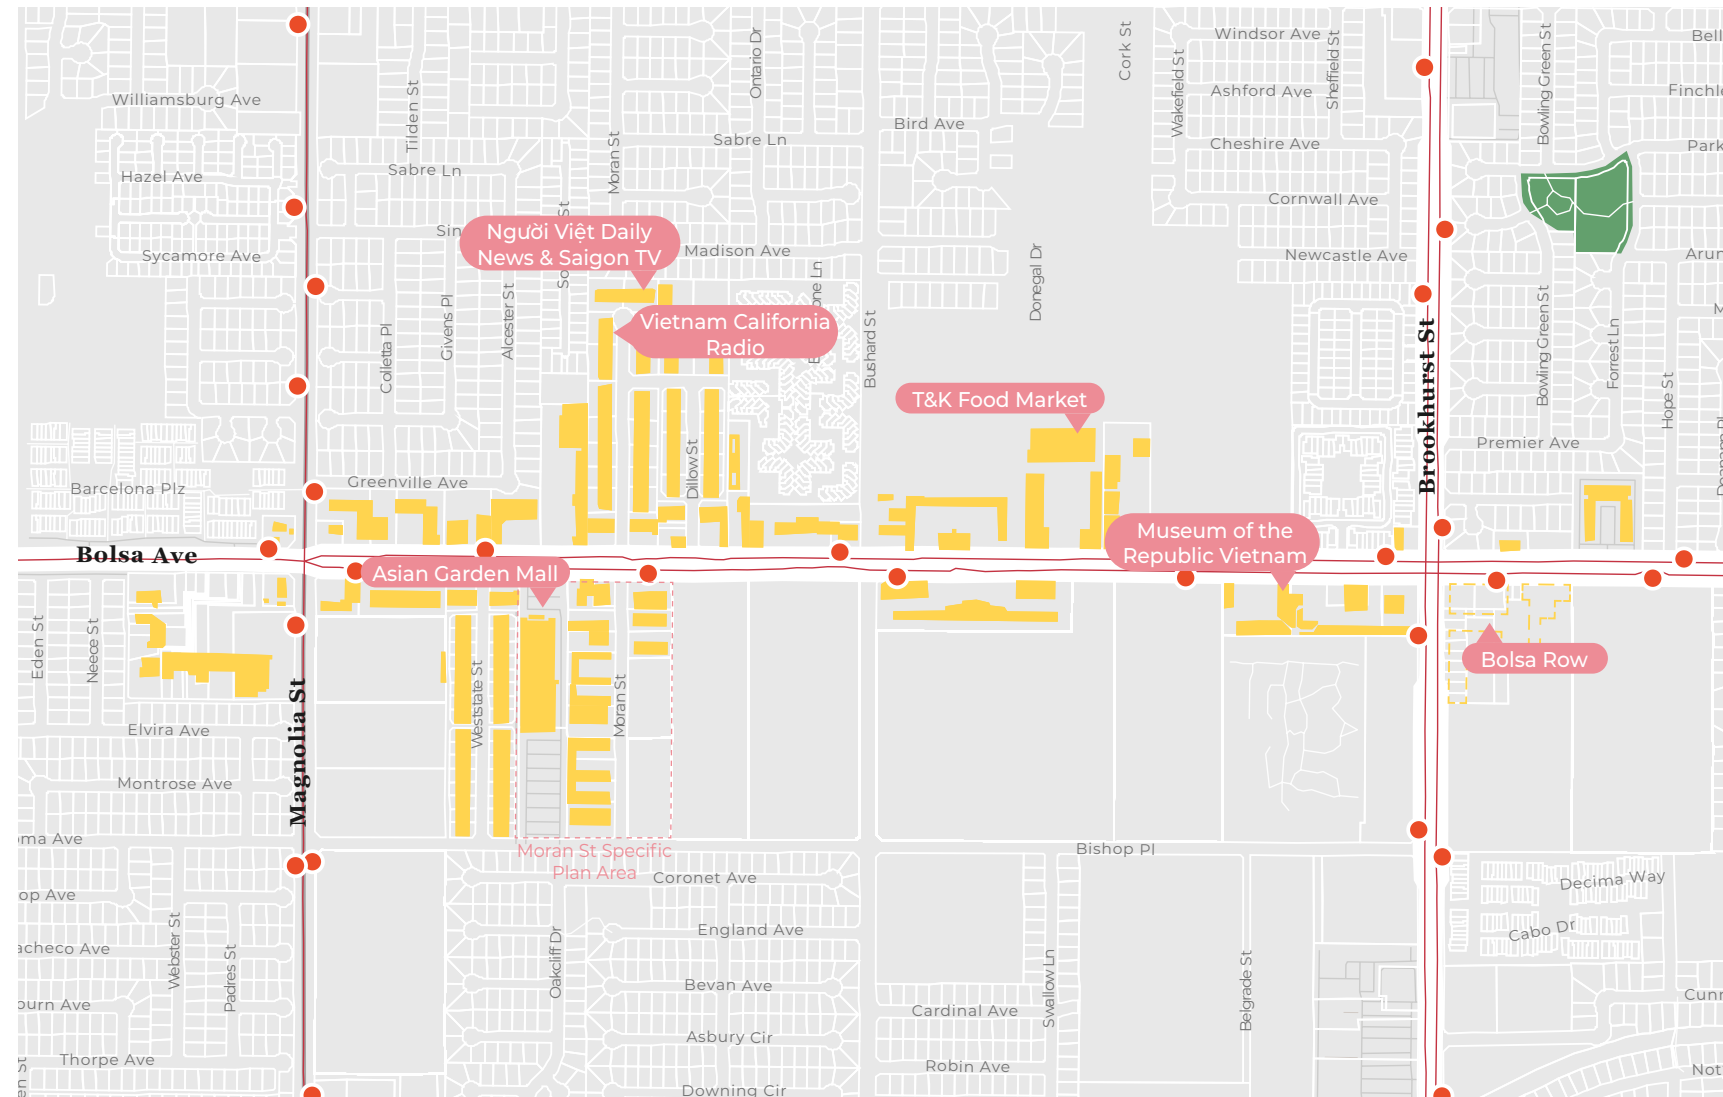 Windsor Ave
Bell
Cork St
Ontario Dr
Sheffield St
Bowling Green St
Wakefield St
Tilden St
Williamsburg Ave
Ashford Ave
Finchle
Bird Ave
Sabre Ln
Cheshire Ave
Park
Moran St
Hazel Ave
Sabre Ln
Cornwall Ave
Sin
Người Việt Daily
News & Saigon TV
Madison Ave
Sycamore Ave
Newcastle Ave
Arun
Donegal Dr
Vietnam California
Radio
Colletta Pl
Givens Pl
Alcester St
Bushard St
Brookhurst St
Bowling Green St
Forrest Ln
Hope St
T&K Food Market
Premier Ave
Dillow St
Greenville Ave
Barcelona Plz
Museum of the
Republic Vietnam
Bolsa Ave
Asian Garden Mall
Eden St
Neece St
Weststate St
Moran St
Bolsa Row
Magnolia St
Elvira Ave
Montrose Ave
oma Ave
Moran St Specific
Plan Area
Bishop Pl
Coronet Ave
Decima Way
op Ave
England Ave
Cabo Dr
acheco Ave
Webster St
Padres St
Oakcliff Dr
Swallow Ln
Belgrade St
Bevan Ave
Cunn
ourn Ave
Cardinal Ave
Asbury Cir
Thorpe Ave
Robin Ave
Not
en St
Downing Cir